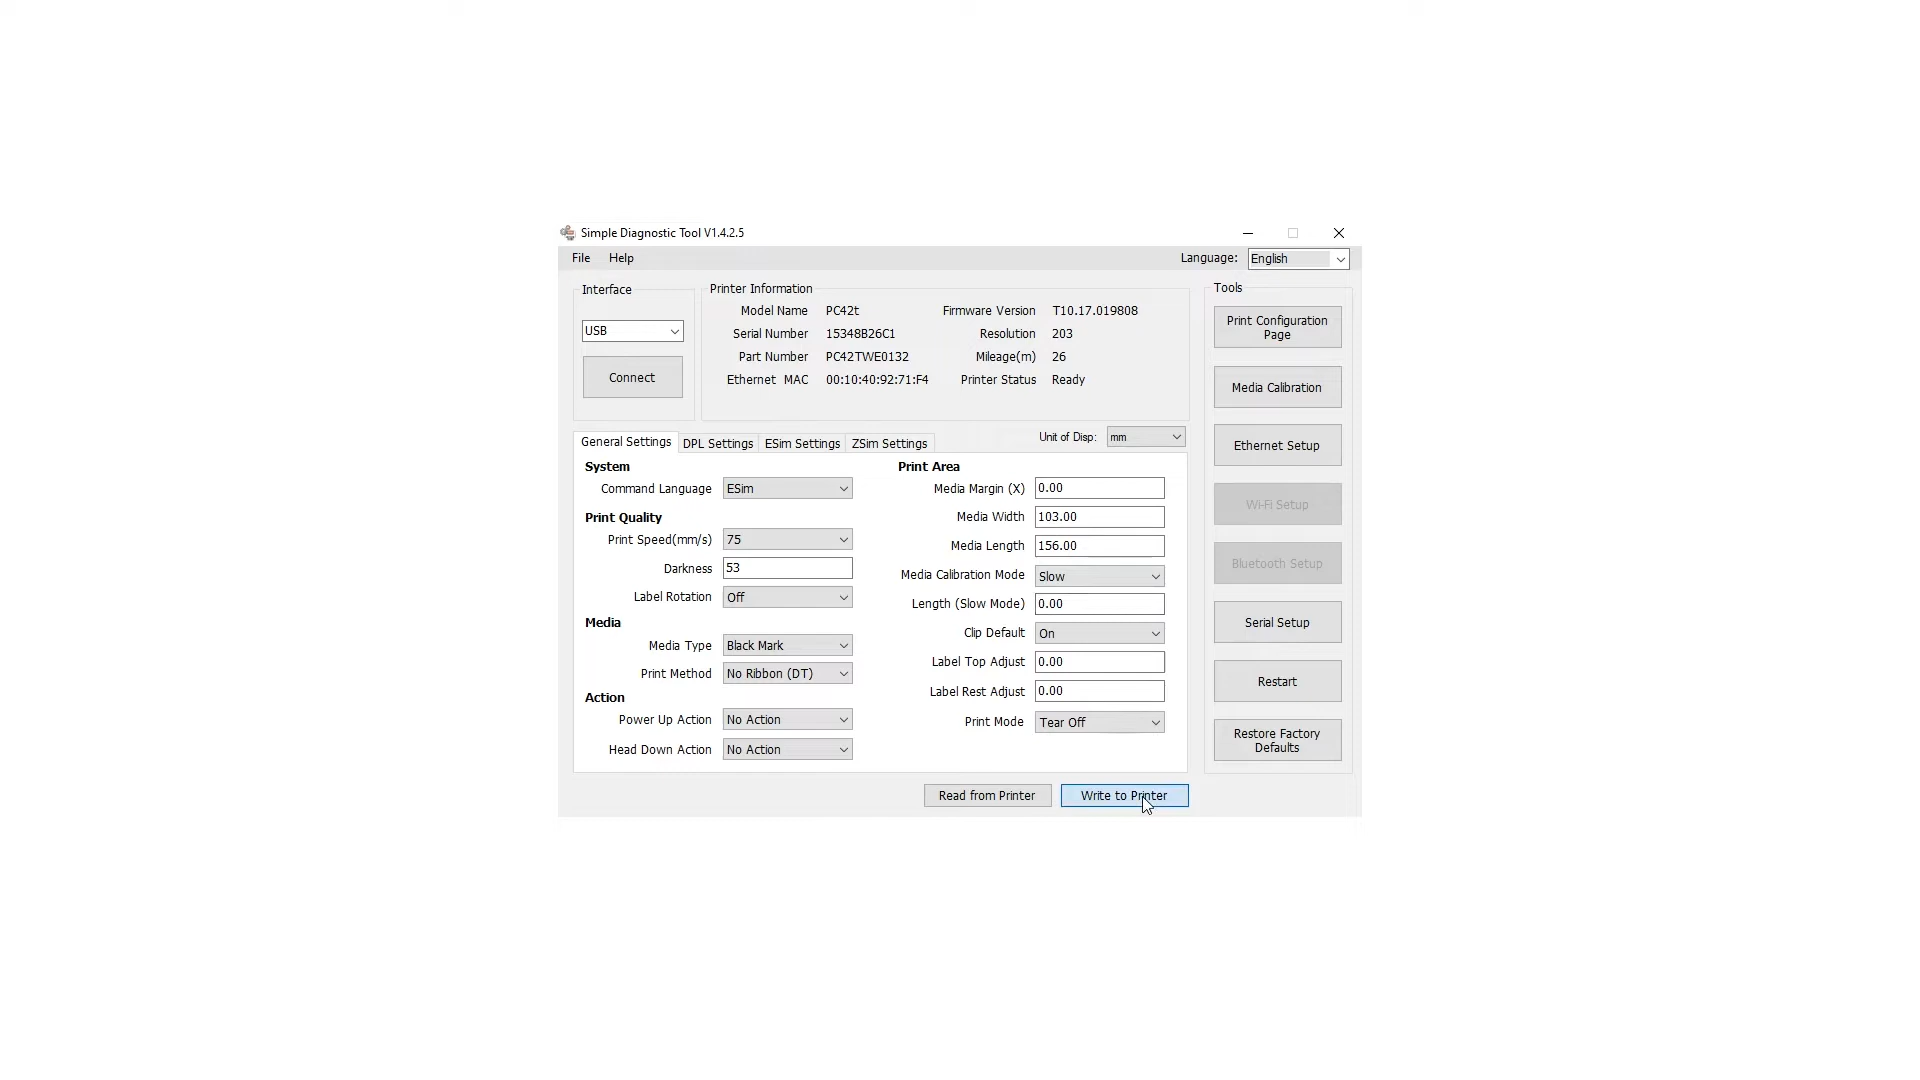 Simple Diagnostic Tool V1.4.2.5
File Help Language: English
Interface
USB
Connect
Printer Information
Model Name PC42t Firmware Version T10.17.019808
Serial Number 15348B26C1 Resolution 203
Part Number PC42TWE0132 Mileage(m) 26
Ethernet MAC 00:10:40:92:71:F4 Printer Status Ready
General Settings DPL Settings ESim Settings ZSim Settings Unit of Disp: mm
System
Command Language ESim
Print Quality
Print Speed(mm/s) 75
Darkness 53
Label Rotation Off
Media
Media Type Black Mark
Print Method No Ribbon (DT)
Action
Power Up Action No Action
Head Down Action No Action
Print Area
Media Margin (X) 0.00
Media Width 103.00
Media Length 156.00
Media Calibration Mode Slow
Length (Slow Mode) 0.00
Clip Default On
Label Top Adjust 0.00
Label Rest Adjust 0.00
Print Mode Tear Off
Read from Printer Write to Printer
Tools
Print Configuration
Page
Media Calibration
Ethernet Setup
Wi-Fi Setup
Bluetooth Setup
Serial Setup
Restart
Restore Factory
Defaults